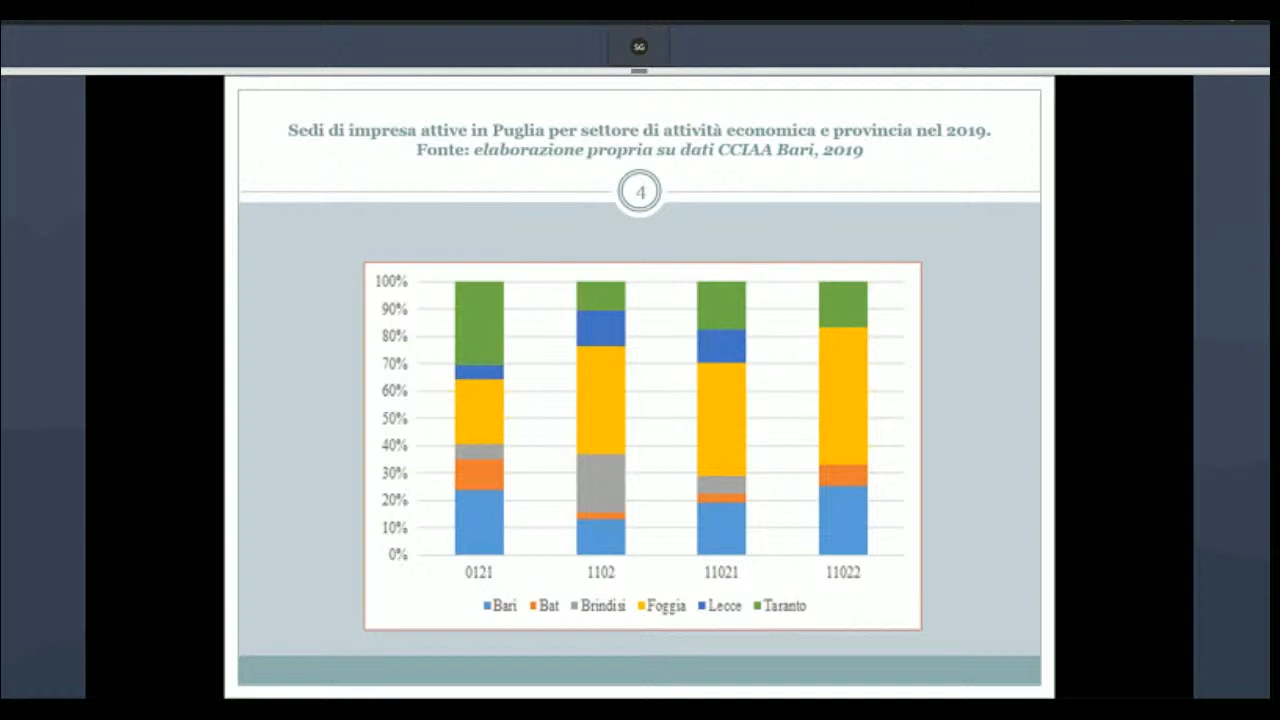 SG
Sedi di impresa attive in Puglia per settore di attività economica e provincia nel 2019.
Fonte: elaborazione propria su dati CCIAA Bari, 2019
4
100%
90%
80%
70%
60%
50%
40%
30%
20%
10%
0%
0121 1102 11021 11022
Bari Bat Brindisi Foggia Lecce Taranto